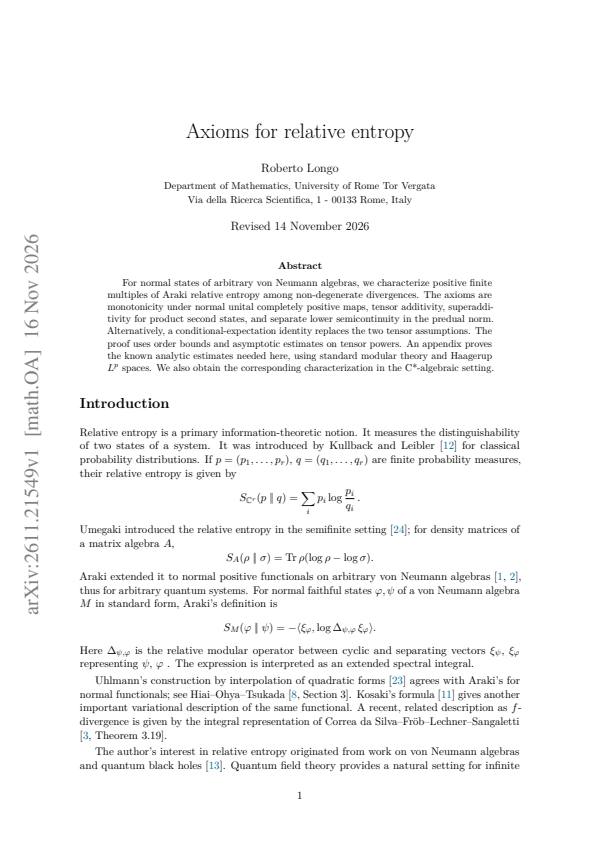 Axioms for relative entropy
Roberto Longo
Department of Mathematics, University of Rome Tor Vergata
Via della Ricerca Scientifica, 1 - 00133 Rome, Italy
Revised 14 November 2026
Abstract
For normal states of arbitrary von Neumann algebras, we characterize positive finite
multiples of Araki relative entropy among non-degenerate divergences. The axioms are
monotonicity under normal unital completely positive maps, tensor additivity, superaddi-
tivity for product second states, and separate lower semicontinuity in the predual norm.
Alternatively, a conditional-expectation identity replaces the two tensor assumptions. The
proof uses order bounds and asymptotic estimates on tensor powers. An appendix proves
the known analytic estimates needed here, using standard modular theory and Haagerup
Lᵖ spaces. We also obtain the corresponding characterization in the C*-algebraic setting.
Introduction
Relative entropy is a primary information-theoretic notion. It measures the distinguishability
of two states of a system. It was introduced by Kullback and Leibler [12] for classical
probability distributions. If p = (p₁, . . . , pᵣ), q = (q₁, . . . , qᵣ) are finite probability measures,
their relative entropy is given by
S_{ℂʳ}(p ∥ q) = ∑ᵢ pᵢ log pᵢ/qᵢ .
Umegaki introduced the relative entropy in the semifinite setting [24]; for density matrices of
a matrix algebra A,
S_A(ρ ∥ σ) = Tr ρ(log ρ − log σ).
Araki extended it to normal positive functionals on arbitrary von Neumann algebras [1, 2],
thus for arbitrary quantum systems. For normal faithful states φ, ψ of a von Neumann algebra
M in standard form, Araki's definition is
S_M(φ ∥ ψ) = −⟨ξ_φ, log Δ_{ψ,φ} ξ_φ⟩.
Here Δ_{ψ,φ} is the relative modular operator between cyclic and separating vectors ξ_ψ, ξ_φ
representing ψ, φ . The expression is interpreted as an extended spectral integral.
Uhlmann's construction by interpolation of quadratic forms [23] agrees with Araki's for
normal functionals; see Hiai–Ohya–Tsukada [8, Section 3]. Kosaki's formula [11] gives another
important variational description of the same functional. A recent, related description as f-
divergence is given by the integral representation of Correa da Silva–Fröb–Lechner–Sangaletti
[3, Theorem 3.19].
The author's interest in relative entropy originated from work on von Neumann algebras
and quantum black holes [13]. Quantum field theory provides a natural setting for infinite
1
arXiv:2611.21549v1 [math.OA] 16 Nov 2026